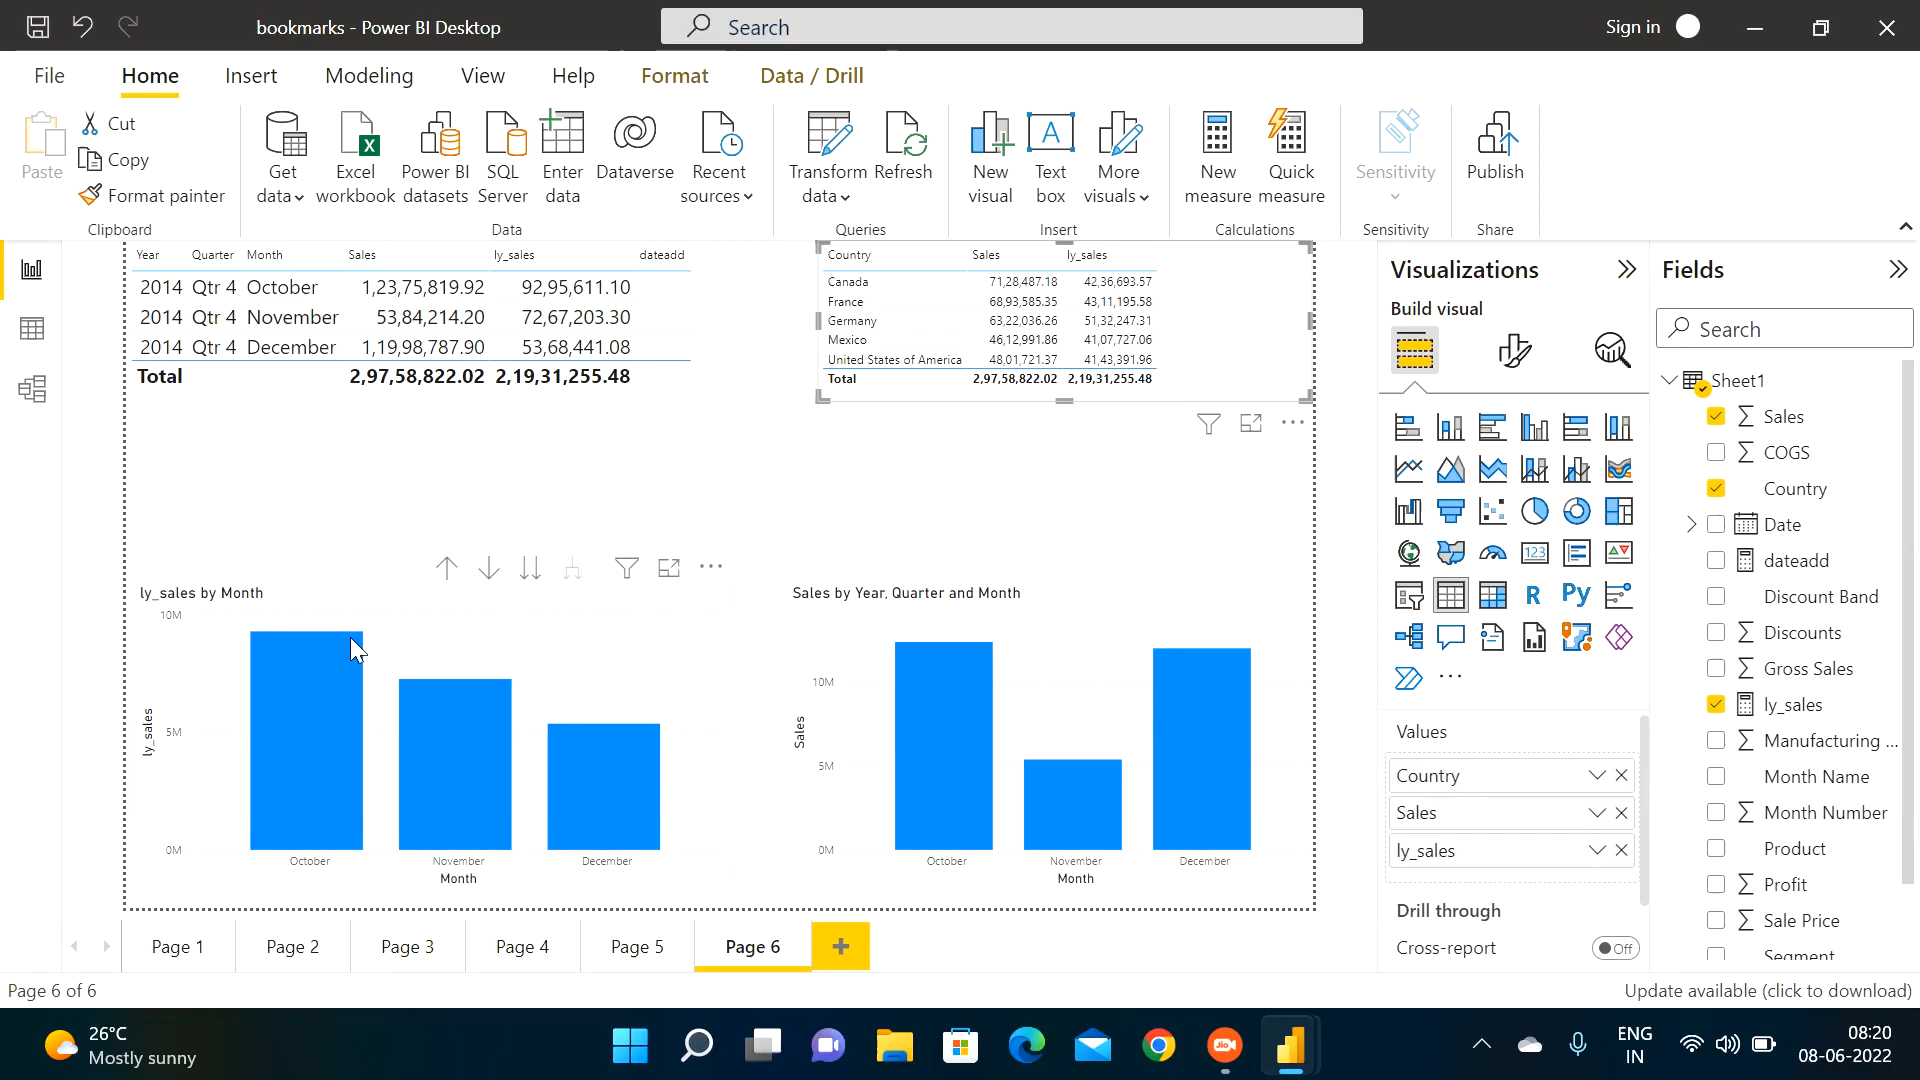 bookmarks - Power BI Desktop
Search
Sign in
File Home Insert Modeling View Help Format Data / Drill
Paste
Cut
Copy
Format painter
Clipboard
Get data
Excel workbook
Power BI datasets
SQL Server
Enter data
Dataverse
Recent sources
Data
Transform data
Refresh
Queries
New visual
Text box
More visuals
Insert
New measure
Quick measure
Calculations
Sensitivity
Sensitivity
Publish
Share
Year Quarter Month Sales ly_sales dateadd
2014 Qtr 4 October 1,23,75,819.92 92,95,611.10
2014 Qtr 4 November 53,84,214.20 72,67,203.30
2014 Qtr 4 December 1,19,98,787.90 53,68,441.08
Total 2,97,58,822.02 2,19,31,255.48
Country Sales ly_sales
Canada 71,28,487.18 42,36,693.57
France 68,93,585.35 43,11,195.58
Germany 63,22,036.26 51,32,247.31
Mexico 46,12,991.86 41,07,727.06
United States of America 48,01,721.37 41,43,391.96
Total 2,97,58,822.02 2,19,31,255.48
ly_sales by Month
10M
5M
0M
ly_sales
October November December
Month
Sales by Year, Quarter and Month
10M
5M
0M
Sales
October November December
Month
Visualizations
Build visual
123
R
Py
Values
Country
Sales
ly_sales
Drill through
Cross-report
Off
Fields
Search
Sheet1
Sales
COGS
Country
Date
dateadd
Discount Band
Discounts
Gross Sales
ly_sales
Manufacturing ...
Month Name
Month Number
Product
Profit
Sale Price
Segment
Page 1 Page 2 Page 3 Page 4 Page 5 Page 6 +
Page 6 of 6
Update available (click to download)
26°C
Mostly sunny
Jio
ENG
IN
08:20
08-06-2022